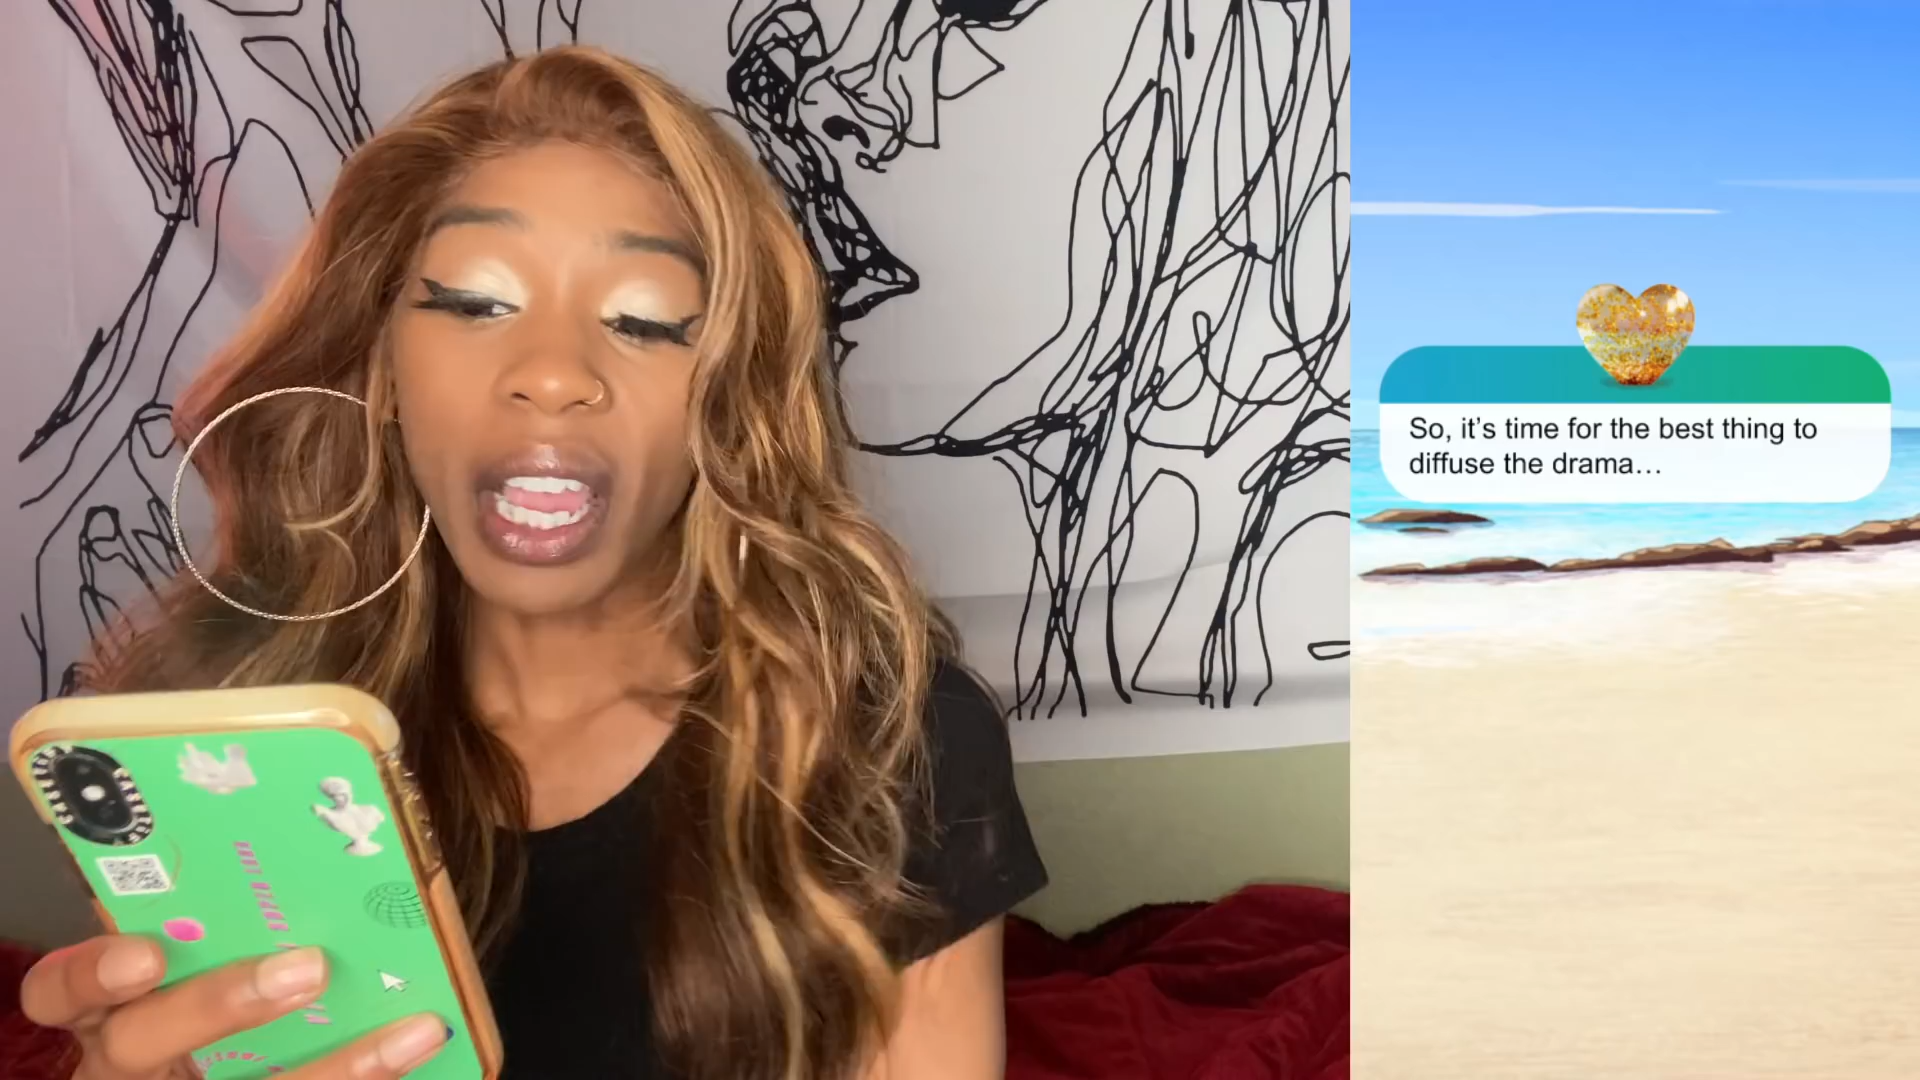 So, it's time for the best thing to
diffuse the drama…